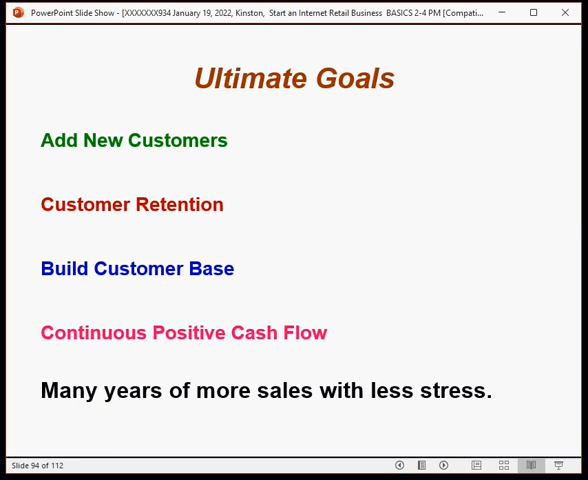 PowerPoint Slide Show - [XXXXXXX934 January 19, 2022, Kinston, Start an Internet Retail Business BASICS 2-4 PM [Compati...
Ultimate Goals
Add New Customers
Customer Retention
Build Customer Base
Continuous Positive Cash Flow
Many years of more sales with less stress.
Slide 94 of 112